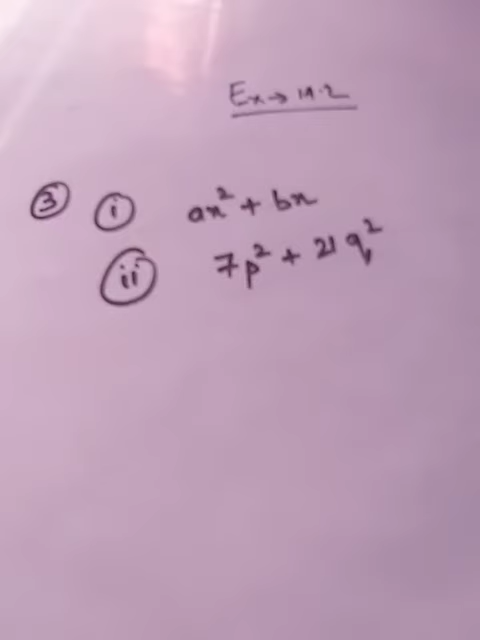 Ex→ 14.2
③ ⓘ ax² + bx
ⓘⓘ 7p² + 21q²